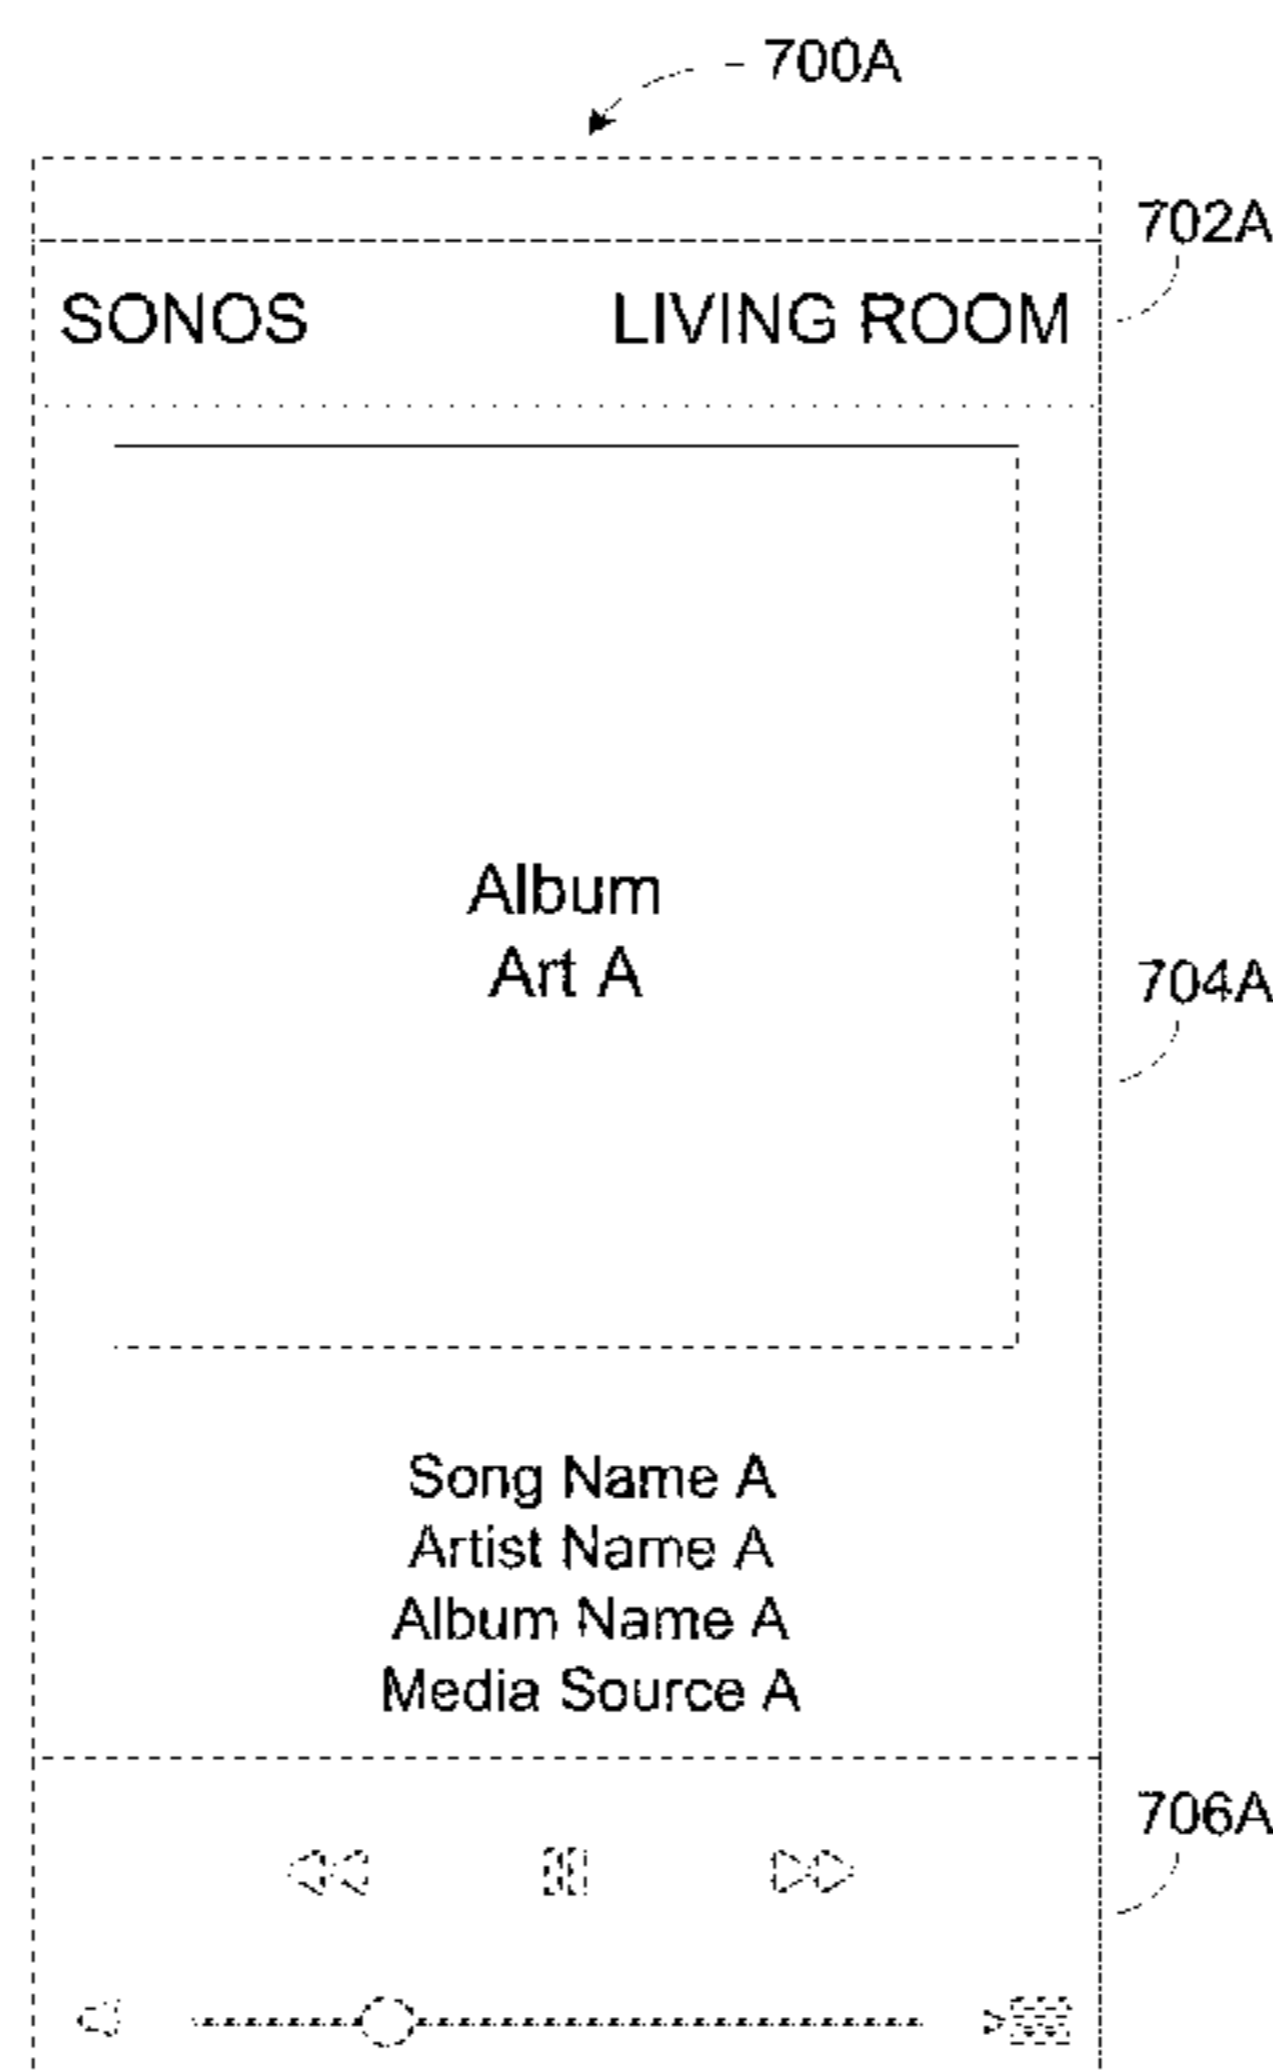 700A
702A
SONOS LIVING ROOM
Album
Art A
704A
Song Name A
Artist Name A
Album Name A
Media Source A
706A